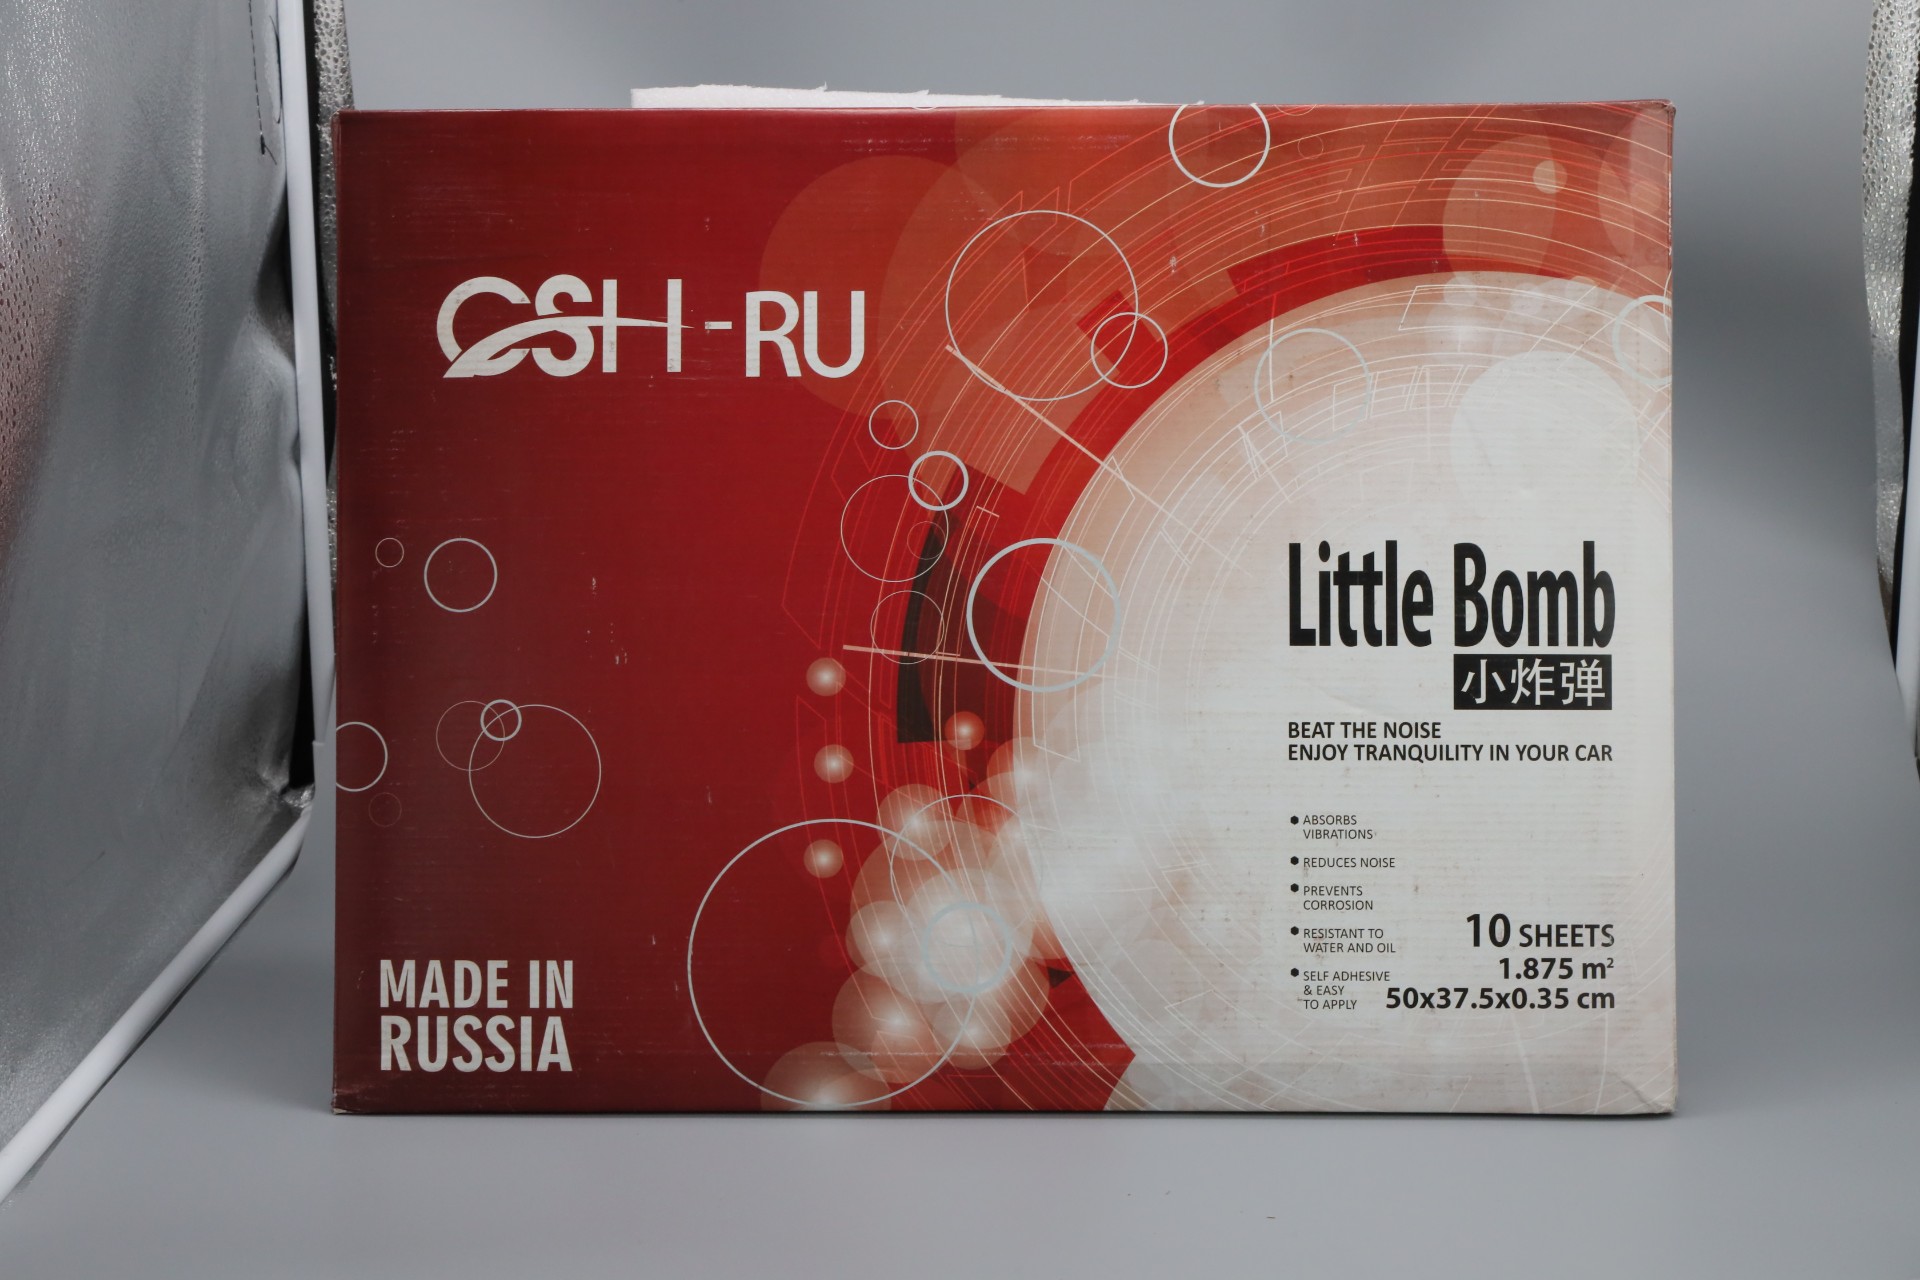 CSH-RU
Little Bomb
小炸弹
BEAT THE NOISE
ENJOY TRANQUILITY IN YOUR CAR
ABSORBS
VIBRATIONS
REDUCES NOISE
PREVENTS
CORROSION
RESISTANT TO
WATER AND OIL
SELF ADHESIVE
& EASY
TO APPLY
10 SHEETS
1.875 m²
50x37.5x0.35 cm
MADE IN
RUSSIA